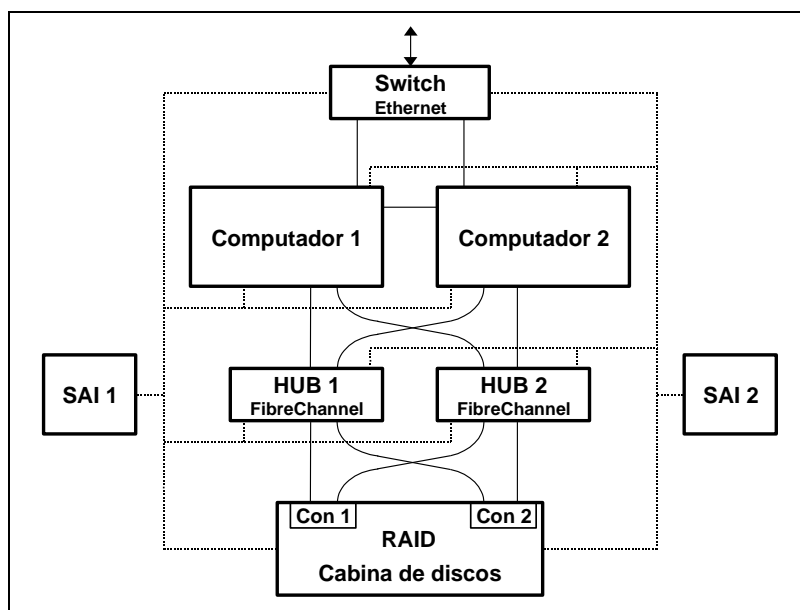 Switch
Ethernet
Computador 1
Computador 2
SAI 1
HUB 1
FibreChannel
HUB 2
FibreChannel
SAI 2
Con 1
Con 2
RAID
Cabina de discos